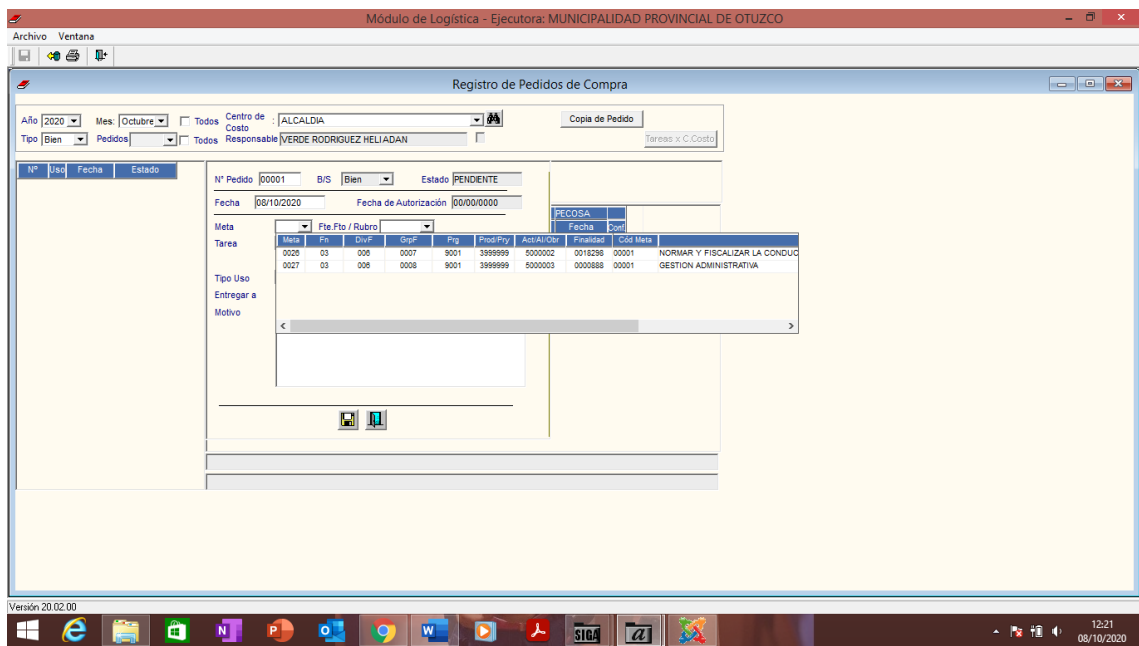 Módulo de Logística - Ejecutora: MUNICIPALIDAD PROVINCIAL DE OTUZCO
Archivo Ventana
Registro de Pedidos de Compra
Año 2020 Mes: Octubre Todos Centro de Costo : ALCALDIA Copia de Pedido
Tipo Bien Pedidos Todos Responsable VERDE RODRIGUEZ HELI ADAN Tareas x C.Costo
Nº Uso Fecha Estado
Nº Pedido 00001 B/S Bien Estado PENDIENTE
Fecha 08/10/2020 Fecha de Autorización 00/00/0000
PECOSA
Fecha Conf
Meta Fte.Fto / Rubro
Tarea
Meta Fn DivF GrpF Prg Prod/Pry Act/AI/Obr Finalidad Cód Meta
0026 03 006 0007 9001 3999999 5000002 0018298 00001 NORMAR Y FISCALIZAR LA CONDUC
0027 03 006 0008 9001 3999999 5000003 0000888 00001 GESTION ADMINISTRATIVA
Tipo Uso
Entregar a
Motivo
Versión 20.02.00
SIGA
12:21
08/10/2020